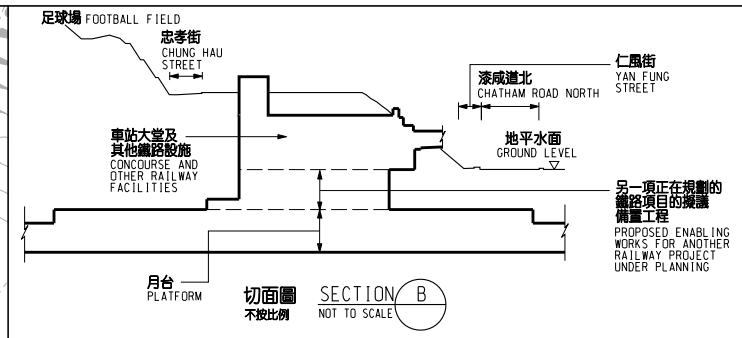 足球場 FOOTBALL FIELD
忠孝街
CHUNG HAU
STREET
仁風街
YAN FUNG
STREET
漆咸道北
CHATHAM ROAD NORTH
車站大堂及
其他鐵路設施
CONCOURSE AND
OTHER RAILWAY
FACILITIES
地平水面
GROUND LEVEL
另一項正在規劃的
鐵路項目的擬議
備置工程
PROPOSED ENABLING
WORKS FOR ANOTHER
RAILWAY PROJECT
UNDER PLANNING
月台
PLATFORM
切面圖 SECTION B
不按比例 NOT TO SCALE